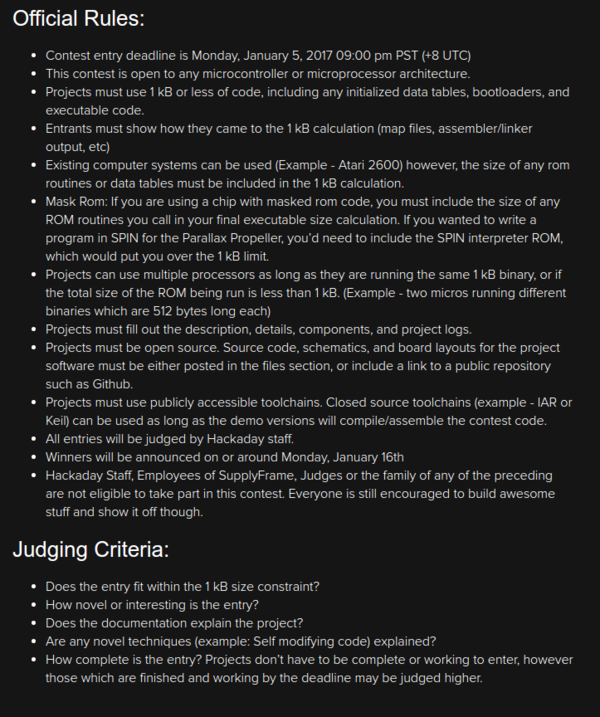 Official Rules:
Contest entry deadline is Monday, January 5, 2017 09:00 pm PST (+8 UTC)
This contest is open to any microcontroller or microprocessor architecture.
Projects must use 1 kB or less of code, including any initialized data tables, bootloaders, and
executable code.
Entrants must show how they came to the 1 kB calculation (map files, assembler/linker
output, etc)
Existing computer systems can be used (Example - Atari 2600) however, the size of any rom
routines or data tables must be included in the 1 kB calculation.
Mask Rom: If you are using a chip with masked rom code, you must include the size of any
ROM routines you call in your final executable size calculation. If you wanted to write a
program in SPIN for the Parallax Propeller, you’d need to include the SPIN interpreter ROM,
which would put you over the 1 kB limit.
Projects can use multiple processors as long as they are running the same 1 kB binary, or if
the total size of the ROM being run is less than 1 kB. (Example - two micros running different
binaries which are 512 bytes long each)
Projects must fill out the description, details, components, and project logs.
Projects must be open source. Source code, schematics, and board layouts for the project
software must be either posted in the files section, or include a link to a public repository
such as Github.
Projects must use publicly accessible toolchains. Closed source toolchains (example - IAR or
Keil) can be used as long as the demo versions will compile/assemble the contest code.
All entries will be judged by Hackaday staff.
Winners will be announced on or around Monday, January 16th
Hackaday Staff, Employees of SupplyFrame, Judges or the family of any of the preceding
are not eligible to take part in this contest. Everyone is still encouraged to build awesome
stuff and show it off though.
Judging Criteria:
Does the entry fit within the 1 kB size constraint?
How novel or interesting is the entry?
Does the documentation explain the project?
Are any novel techniques (example: Self modifying code) explained?
How complete is the entry? Projects don’t have to be complete or working to enter, however
those which are finished and working by the deadline may be judged higher.